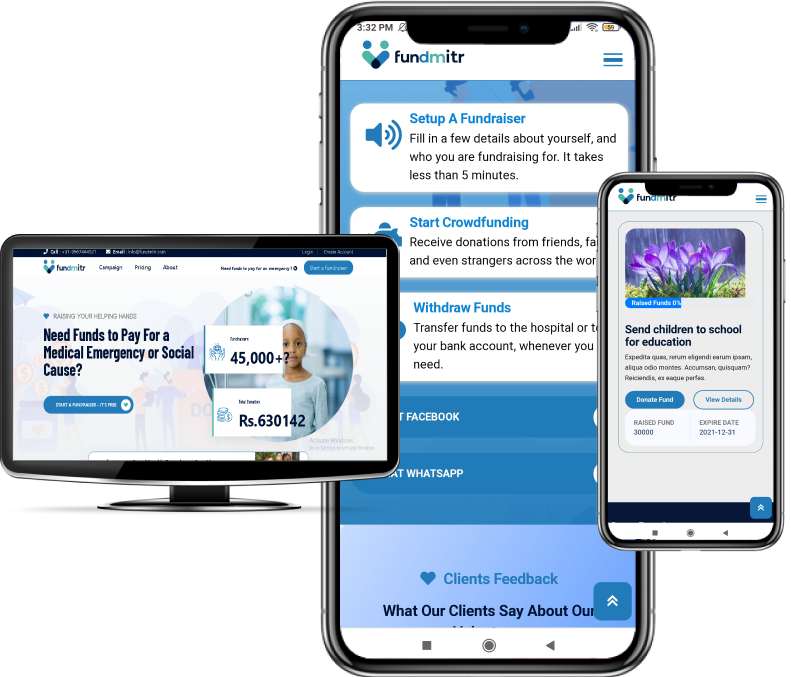 Call : +91-09674444921 Email : info@fundmitr.com Login Create Account
fundmitr Campaign Pricing About Need funds to pay for an emergency? Start a fundraiser
RAISING YOUR HELPING HANDS
Need Funds to Pay For a
Medical Emergency or Social
Cause?
START A FUNDRAISER - IT'S FREE
Fundraisers
45,000+?
Total Donation
Rs.630142
Activate Windows
Go to Settings to activate Windows.
3:32 PM
59
fundmitr
Setup A Fundraiser
Fill in a few details about yourself, and
who you are fundraising for. It takes
less than 5 minutes.
Start Crowdfunding
Receive donations from friends, fa
and even strangers across the wor
Withdraw Funds
Transfer funds to the hospital or t
your bank account, whenever you
need.
T FACEBOOK
AT WHATSAPP
Clients Feedback
What Our Clients Say About Our
fundmitr
Raised Funds 0%
Send children to school
for education
Expedita quas, rerum eligendi earum ipsam,
aliqua odio montes. Accumsan, quisquam?
Reiciendis, ex eaque perfes.
Donate Fund View Details
RAISED FUND EXPIRE DATE
30000 2021-12-31